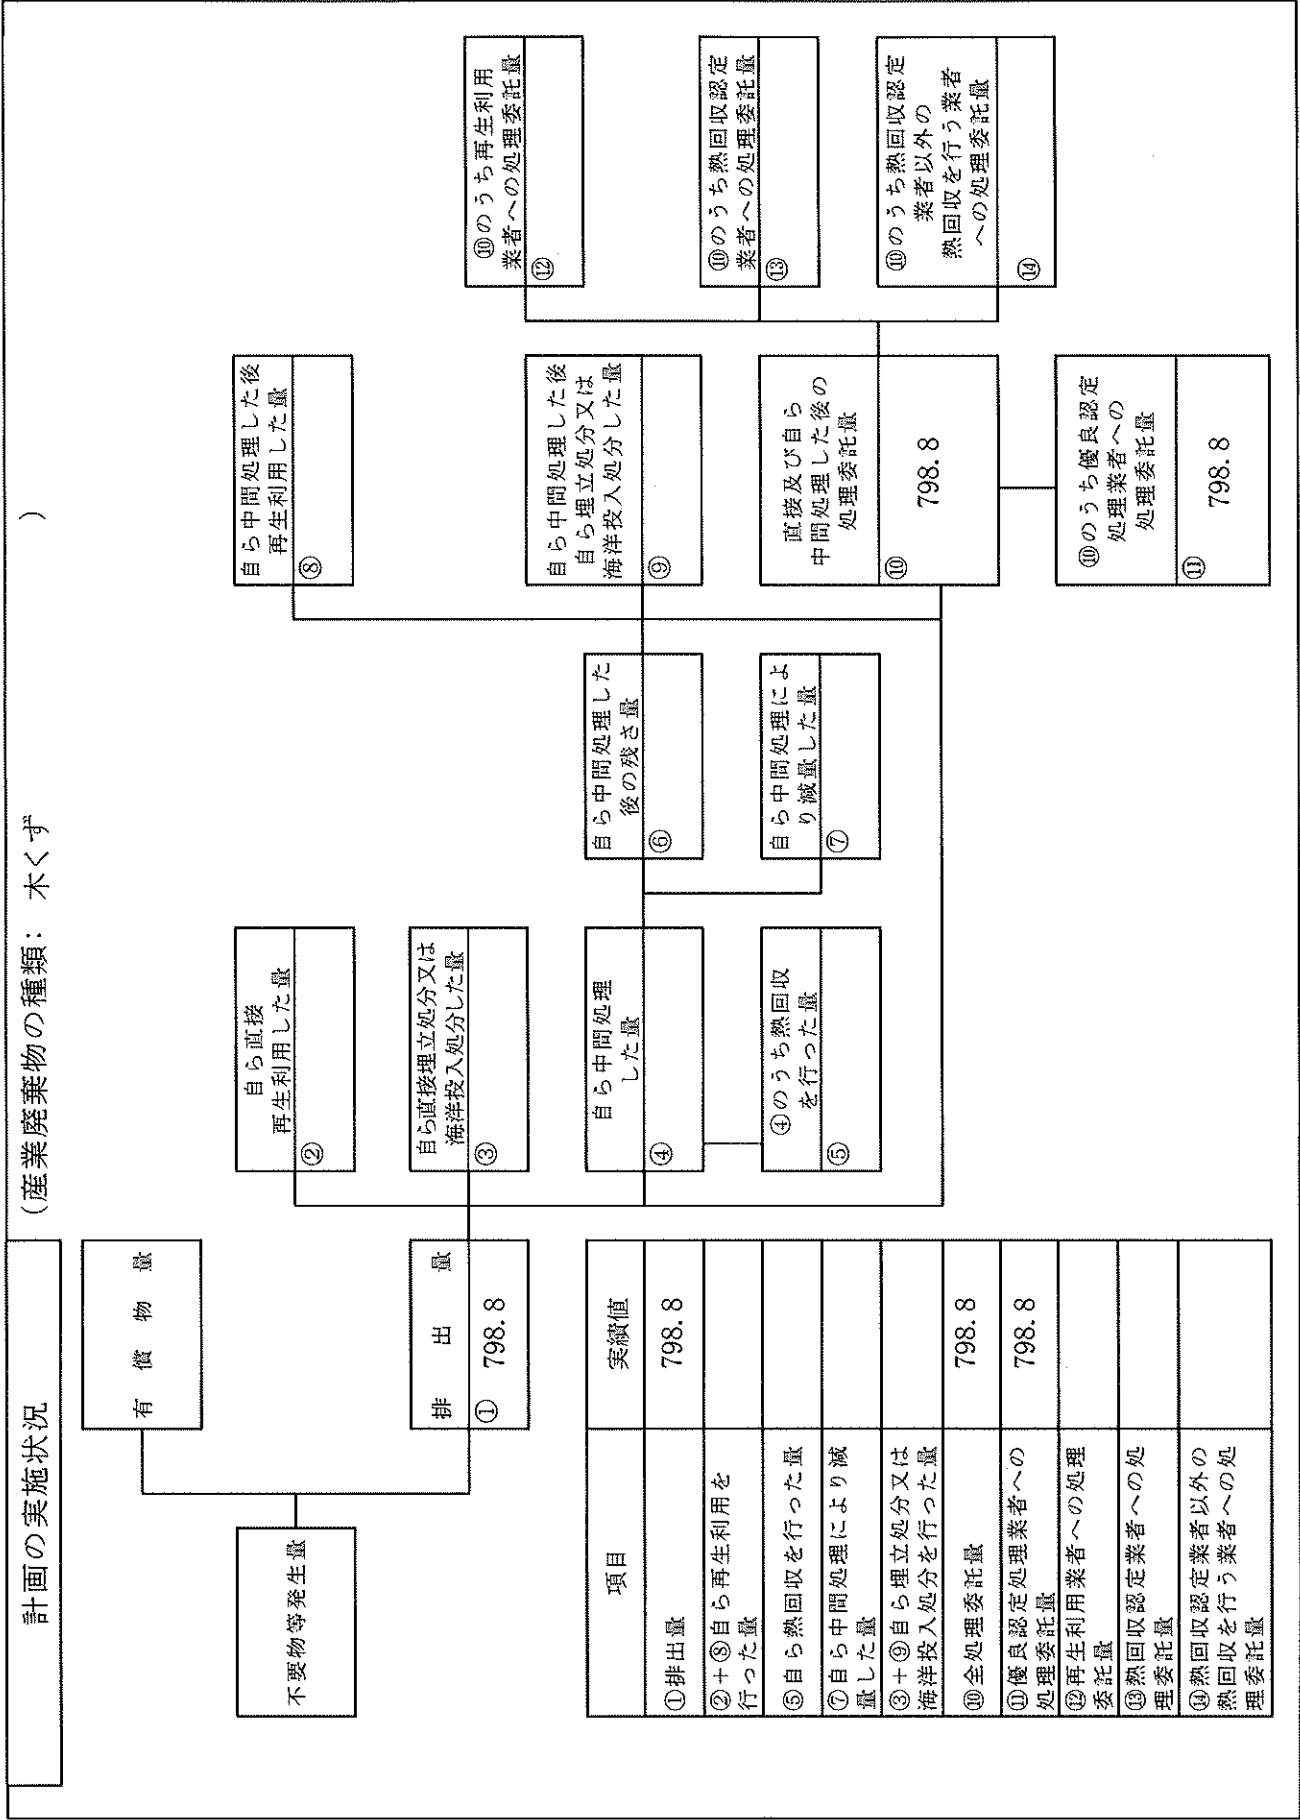 計画の実施状況
(産業廃棄物の種類: 木くず )
不要物等発生量
有償物量
排出量
① 798.8
自ら直接
再生利用した量
②
自ら直接埋立処分又は
海洋投入処分した量
③
自ら中間処理
した量
④
④のうち熱回収
を行った量
⑤
自ら中間処理した
後の残さ量
⑥
自ら中間処理によ
り減量した量
⑦
自ら中間処理した後
再生利用した量
⑧
自ら中間処理した後
自ら埋立処分又は
海洋投入処分した量
⑨
直接及び自ら
中間処理した後の
処理委託量
⑩ 798.8
⑩のうち優良認定
処理業者への
処理委託量
⑪ 798.8
⑩のうち再生利用
業者への処理委託量
⑫
⑩のうち熱回収認定
業者への処理委託量
⑬
⑩のうち熱回収認定
業者以外の
熱回収を行う業者
への処理委託量
⑭
項目 実績値
①排出量 798.8
②+⑧自ら再生利用を
行った量
⑤自ら熱回収を行った量
⑦自ら中間処理により減
量した量
③+⑨自ら埋立処分又は
海洋投入処分を行った量
⑩全処理委託量 798.8
⑪優良認定処理業者への
処理委託量 798.8
⑫再生利用業者への処理
委託量
⑬熱回収認定業者への処
理委託量
⑭熱回収認定業者以外の
熱回収を行う業者への処
理委託量